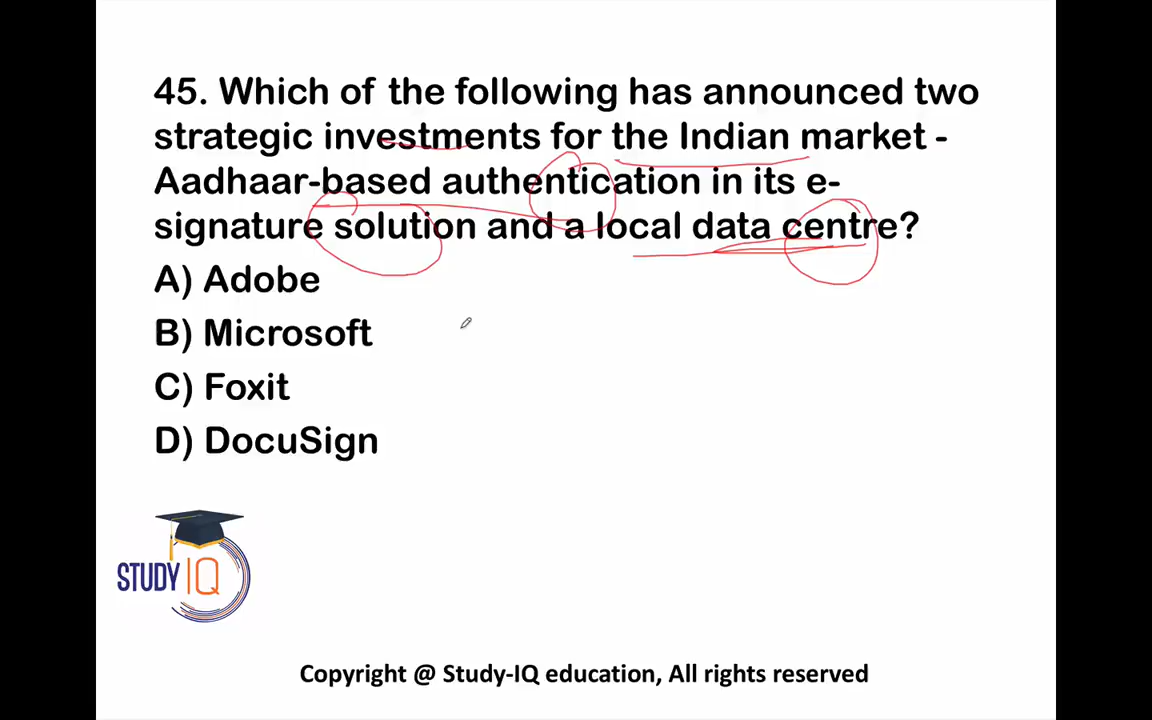 45. Which of the following has announced two
strategic investments for the Indian market -
Aadhaar-based authentication in its e-
signature solution and a local data centre?
A) Adobe
B) Microsoft
C) Foxit
D) DocuSign
STUDY IQ
Copyright @ Study-IQ education, All rights reserved